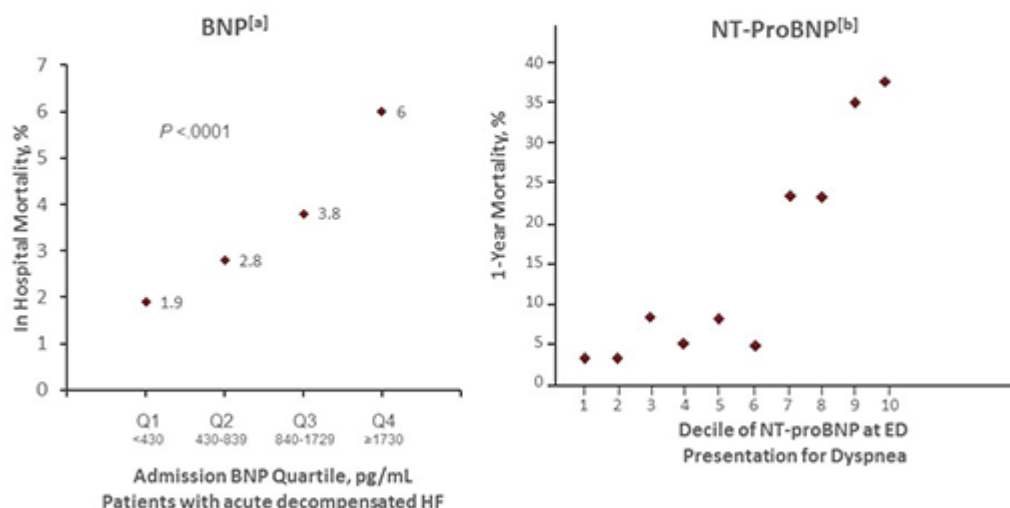 BNP[a]
In Hospital Mortality, %
7
6
5
4
3
2
1
0
P <.0001
1.9
2.8
3.8
6
Q1 Q2 Q3 Q4
<430 430-839 840-1729 ≥1730
Admission BNP Quartile, pg/mL
Patients with acute decompensated HF
NT-ProBNP[b]
1-Year Mortality, %
40
35
30
25
20
15
10
5
0
1 2 3 4 5 6 7 8 9 10
Decile of NT-proBNP at ED
Presentation for Dyspnea